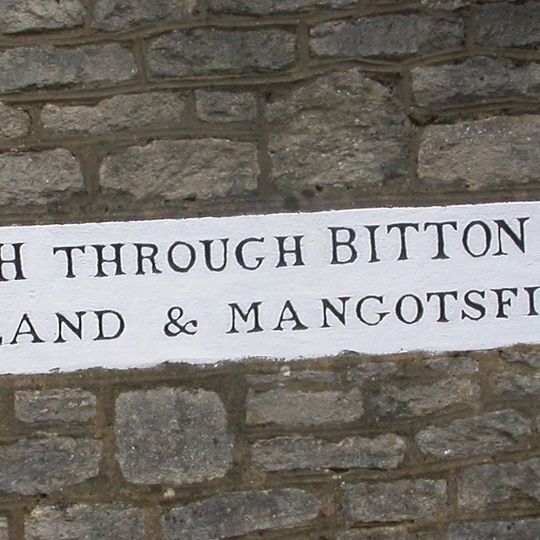 H THROUGH BITTON
LAND & MANGOTSFI